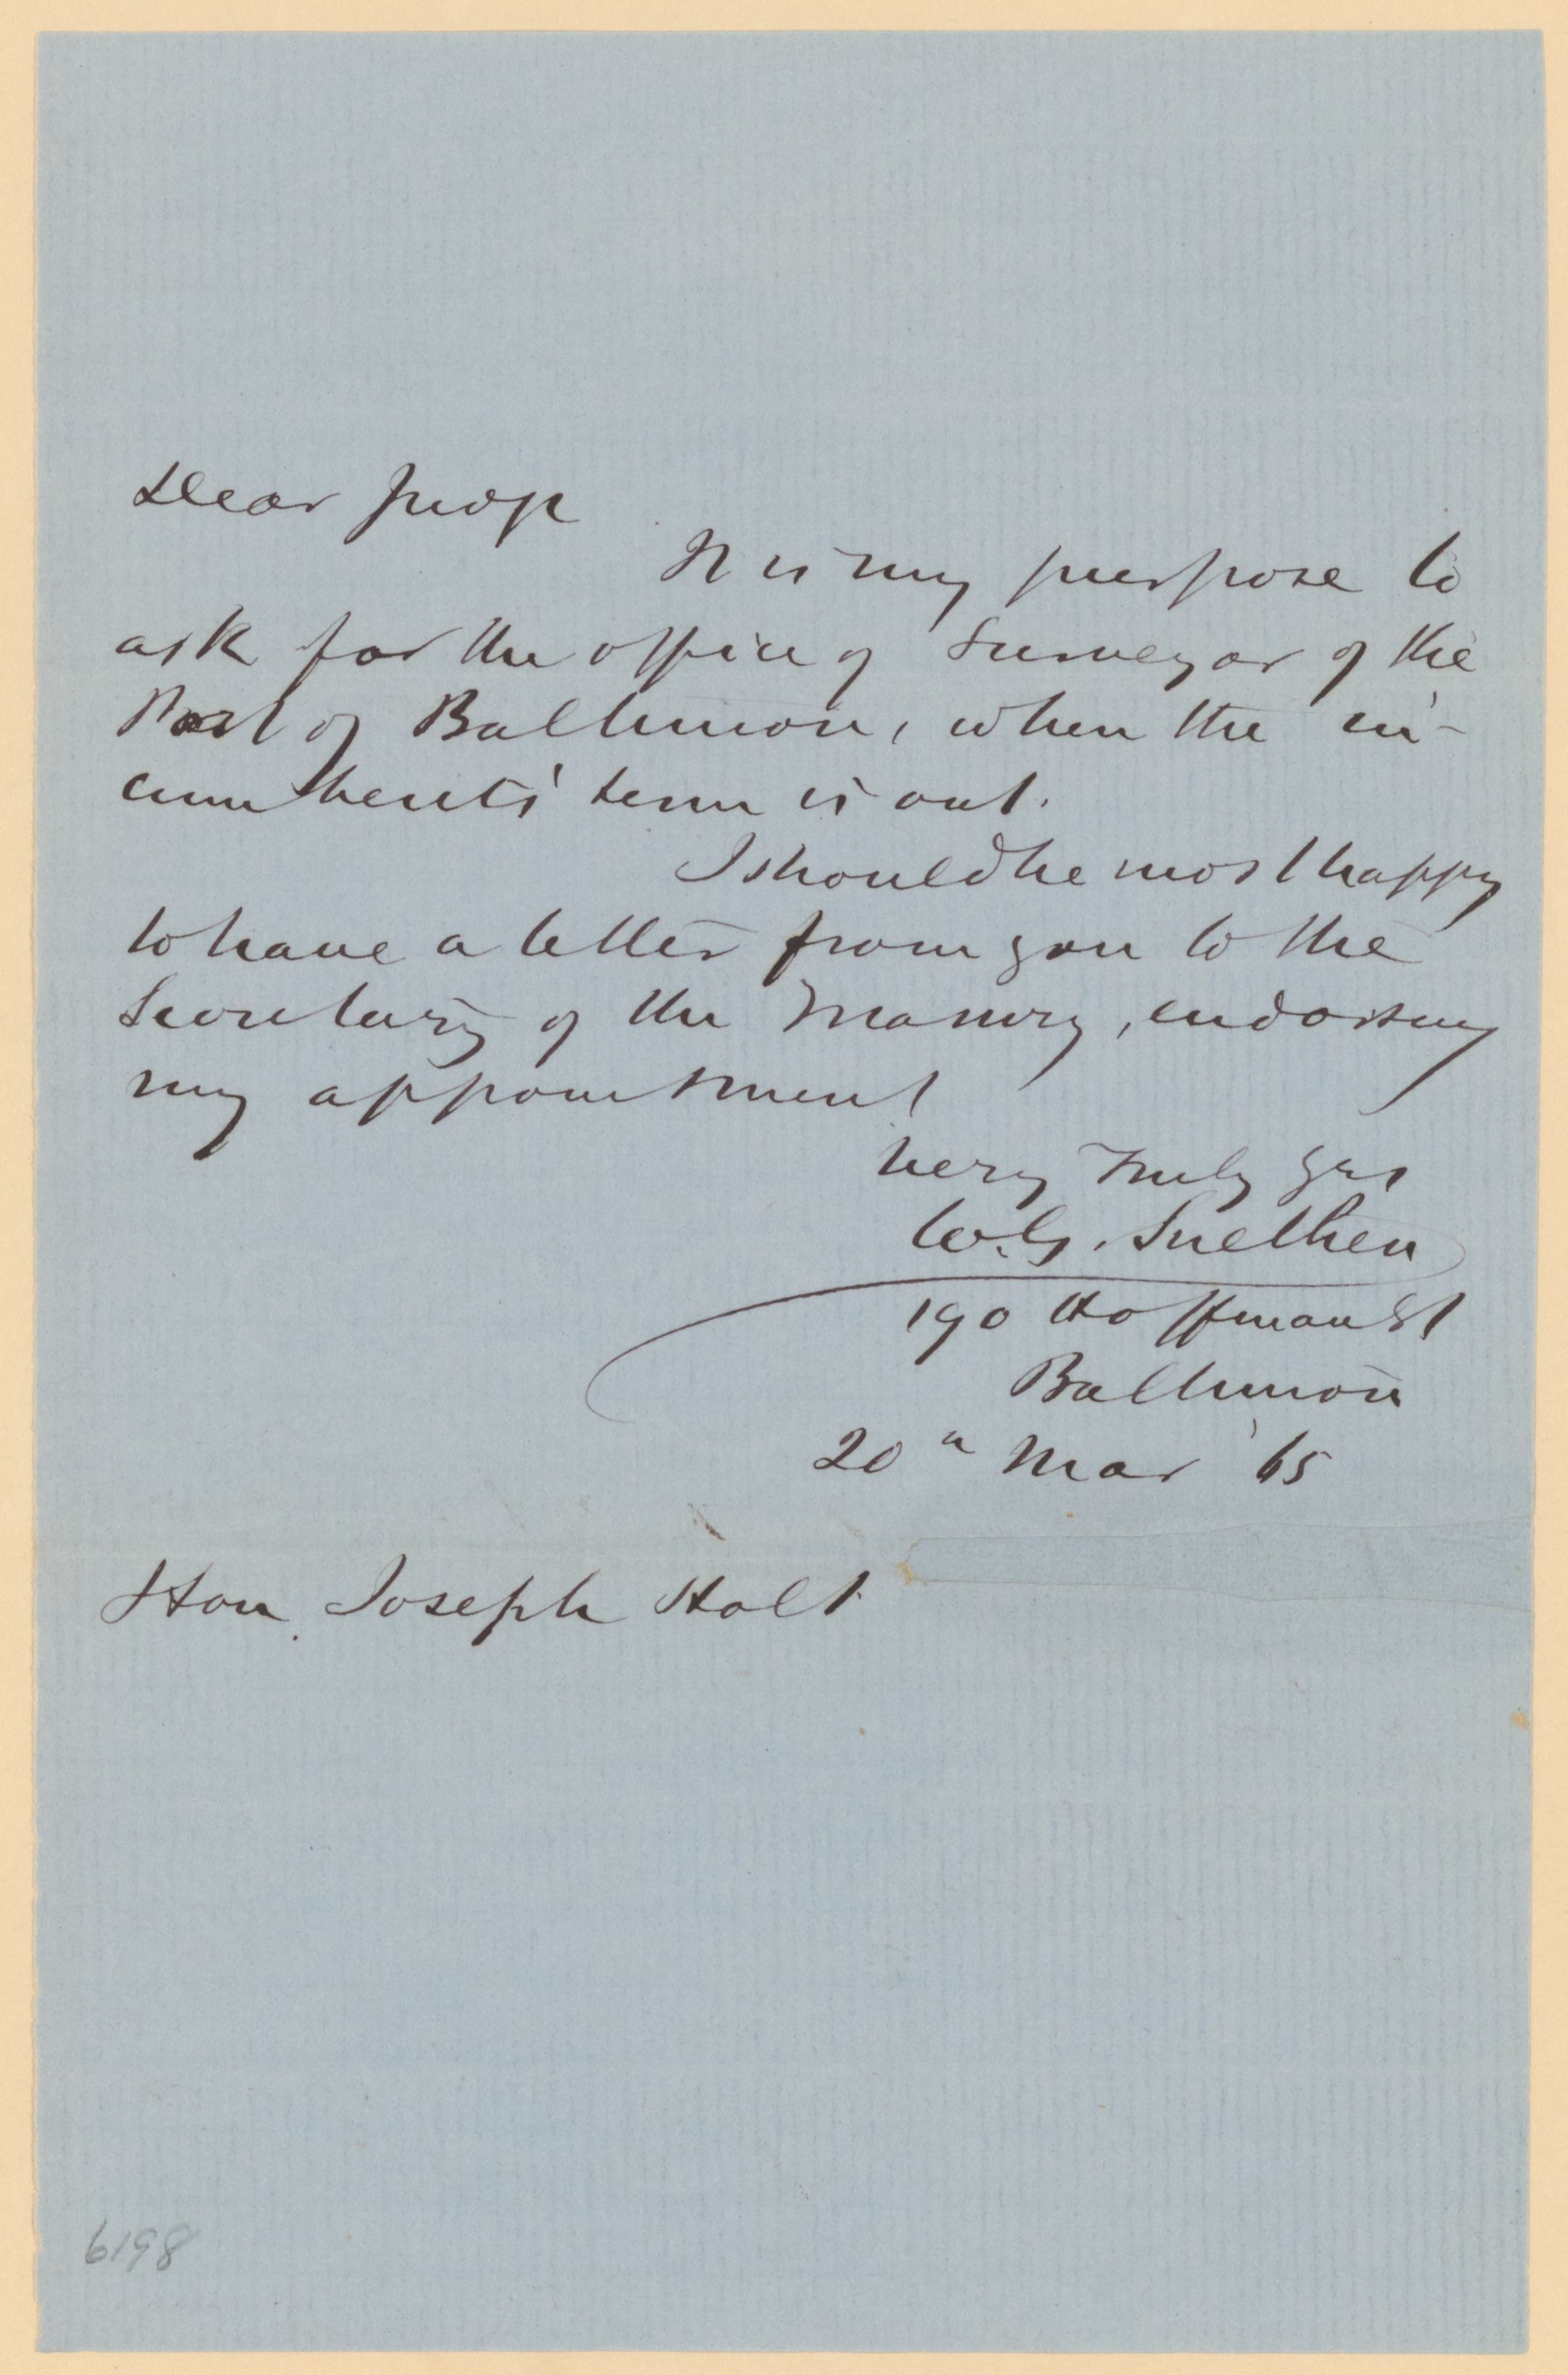 Dear Judge
It is my purpose to
ask for the office of Surveyor of the
Port of Baltimore, when the in-
cumbents' term is out.
I should be most happy
to have a letter from you to the
Secretary of the Treasury, endorsing
my appointment
Very Truly Yrs
W.G. Snethen
190 Hoffman St
Baltimore
20th Mar '65
Hon. Joseph Holt
6198